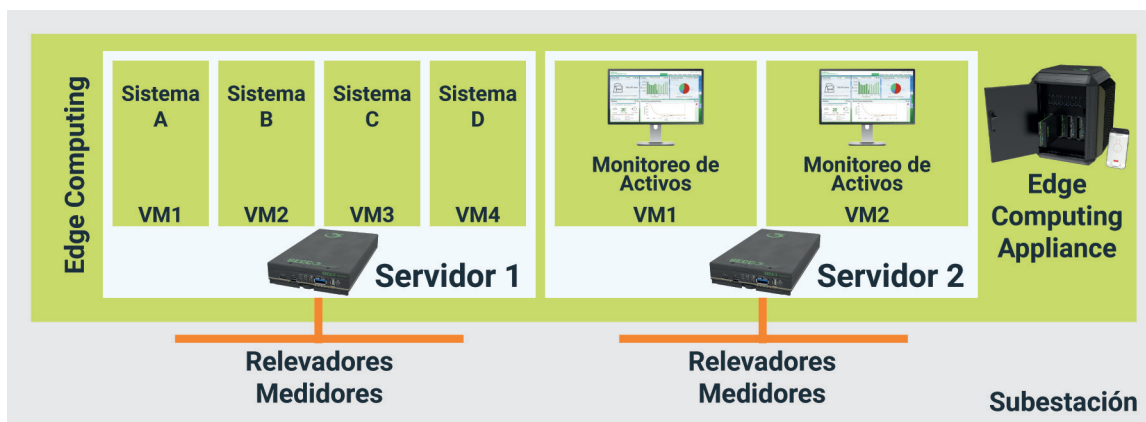 Edge Computing
Sistema
A
VM1
Sistema
B
VM2
Sistema
C
VM3
Sistema
D
VM4
Servidor 1
Monitoreo de
Activos
VM1
Monitoreo de
Activos
VM2
Servidor 2
Edge
Computing
Appliance
Relevadores
Medidores
Relevadores
Medidores
Subestación